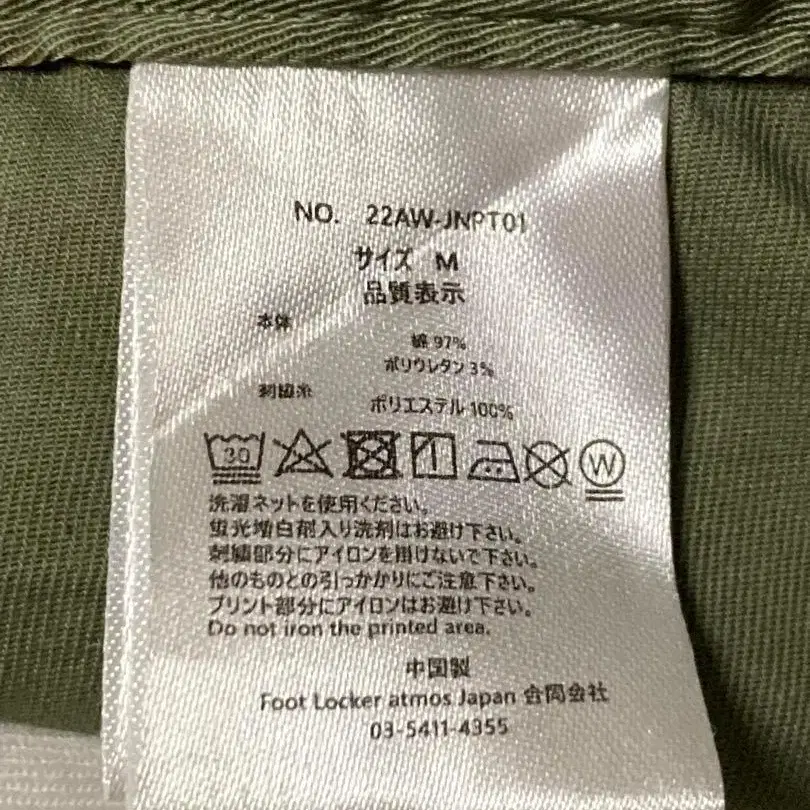 NO. 22AW-JNPT01
サイズ M
品質表示
本体
綿 97%
ポリウレタン 3%
刺繍糸
ポリエステル 100%
30
W
洗濯ネットを使用ください。
蛍光増白剤入り洗剤はお避け下さい。
刺繍部分にアイロンを掛けないで下さい。
他のものとの引っかかりにご注意下さい。
プリント部分にアイロンはお避け下さい。
Do not iron the printed area.
中国製
Foot Locker atmos Japan 合同会社
03-5411-4355